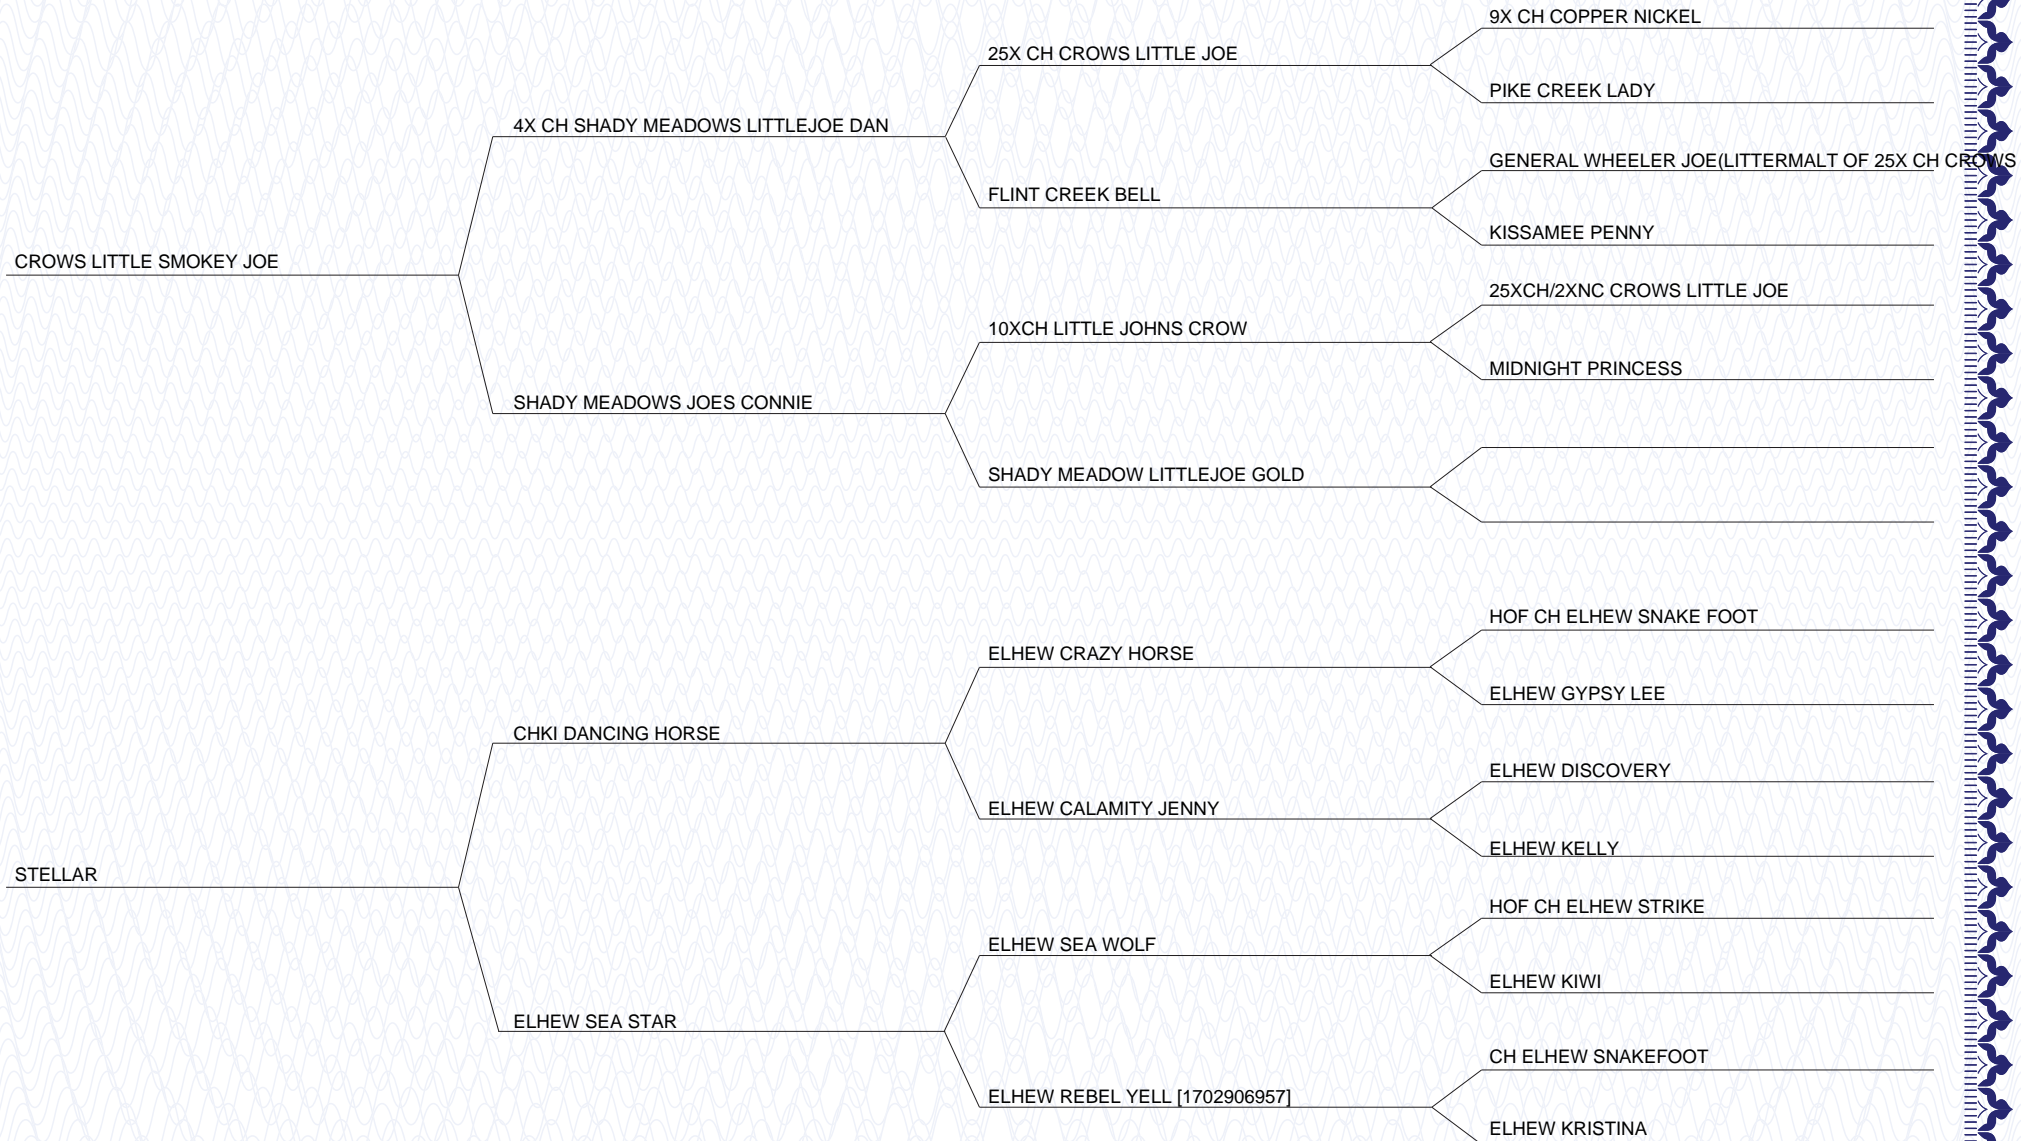 9X CH COPPER NICKEL
25X CH CROWS LITTLE JOE
PIKE CREEK LADY
4X CH SHADY MEADOWS LITTLEJOE DAN
GENERAL WHEELER JOE(LITTERMALT OF 25X CH CROWS
FLINT CREEK BELL
KISSAMEE PENNY
CROWS LITTLE SMOKEY JOE
25XCH/2XNC CROWS LITTLE JOE
10XCH LITTLE JOHNS CROW
MIDNIGHT PRINCESS
SHADY MEADOWS JOES CONNIE
SHADY MEADOW LITTLEJOE GOLD
HOF CH ELHEW SNAKE FOOT
ELHEW CRAZY HORSE
ELHEW GYPSY LEE
CHKI DANCING HORSE
ELHEW DISCOVERY
ELHEW CALAMITY JENNY
ELHEW KELLY
STELLAR
HOF CH ELHEW STRIKE
ELHEW SEA WOLF
ELHEW KIWI
ELHEW SEA STAR
CH ELHEW SNAKEFOOT
ELHEW REBEL YELL [1702906957]
ELHEW KRISTINA